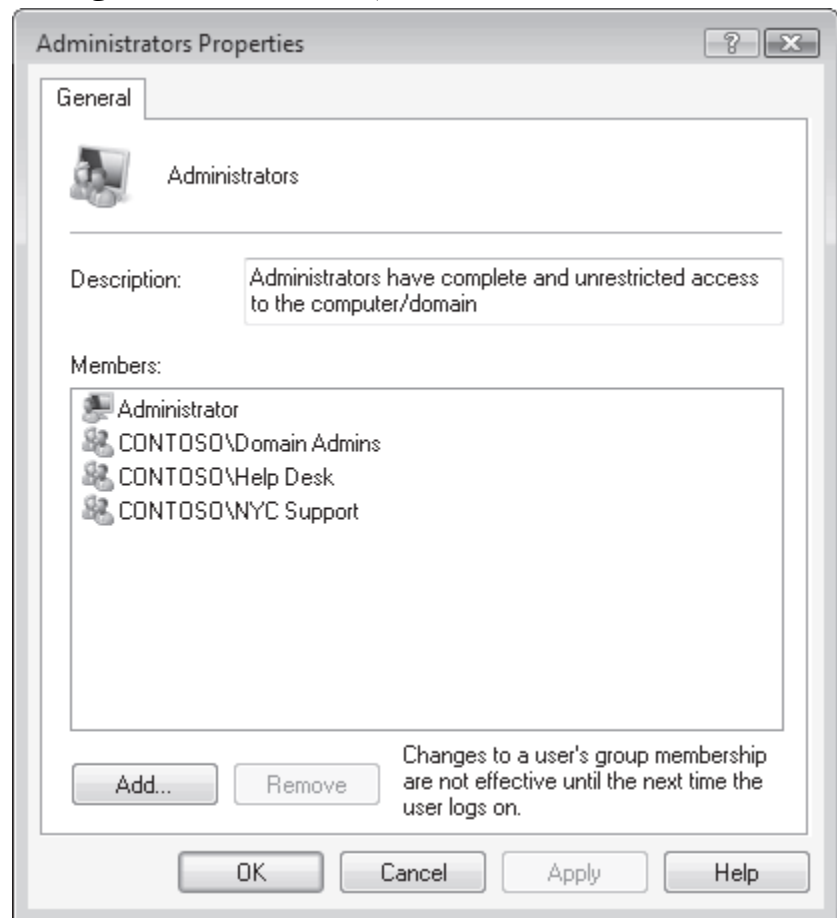 Administrators Properties
General
Administrators
Description:
Administrators have complete and unrestricted access
to the computer/domain
Members:
Administrator
CONTOSO\Domain Admins
CONTOSO\Help Desk
CONTOSO\NYC Support
Add...
Remove
Changes to a user's group membership
are not effective until the next time the
user logs on.
OK
Cancel
Apply
Help